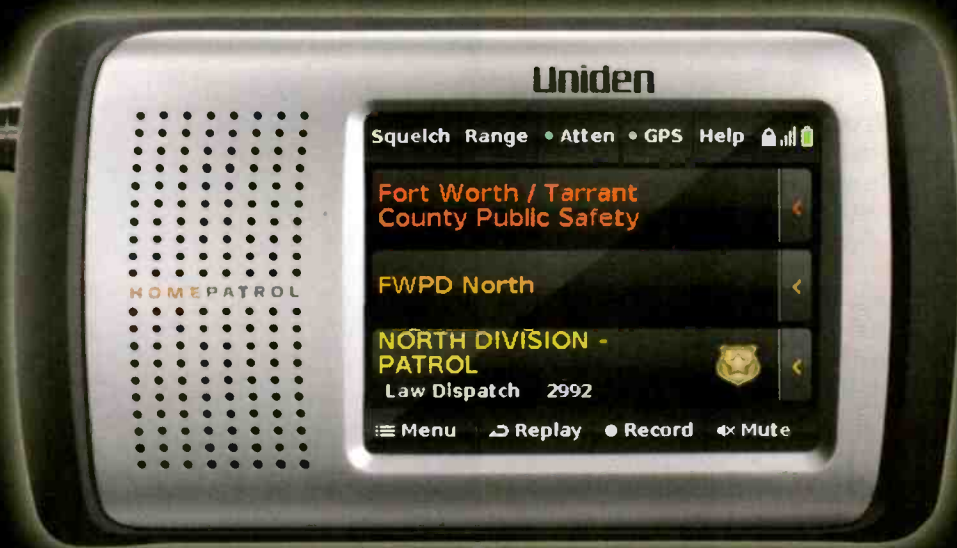 Uniden
Squelch Range • Atten • GPS Help
Fort Worth / Tarrant
County Public Safety
HOMEPATROL
FWPD North
NORTH DIVISION -
PATROL
Law Dispatch 2992
Menu Replay Record Mute